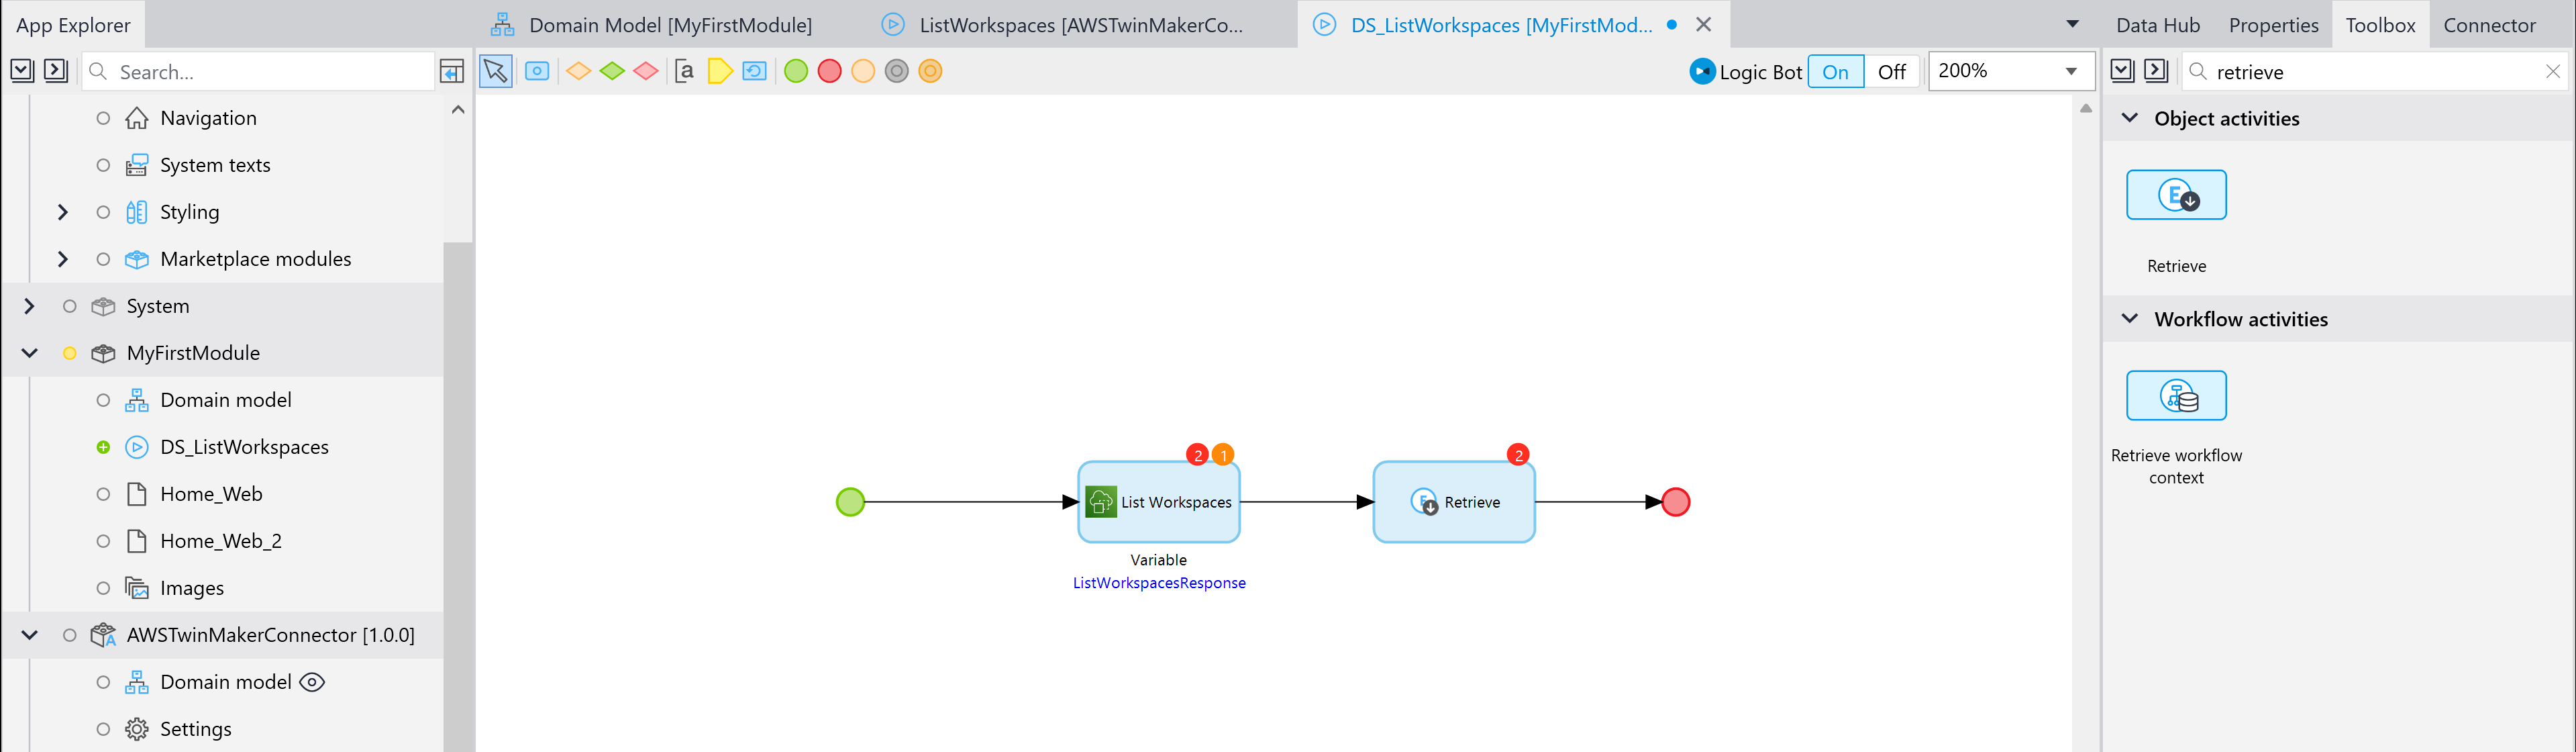 App Explorer
Domain Model [MyFirstModule]
ListWorkspaces [AWSTwinMakerCo...
DS_ListWorkspaces [MyFirstMod...
Data Hub
Properties
Toolbox
Connector
Search...
[a
Logic Bot
On
Off
200%
retrieve
Navigation
System texts
Styling
Marketplace modules
System
MyFirstModule
Domain model
DS_ListWorkspaces
Home_Web
Home_Web_2
Images
AWSTwinMakerConnector [1.0.0]
Domain model
Settings
2
1
List Workspaces
Variable
ListWorkspacesResponse
2
E
Retrieve
Object activities
E
Retrieve
Workflow activities
Retrieve workflow
context